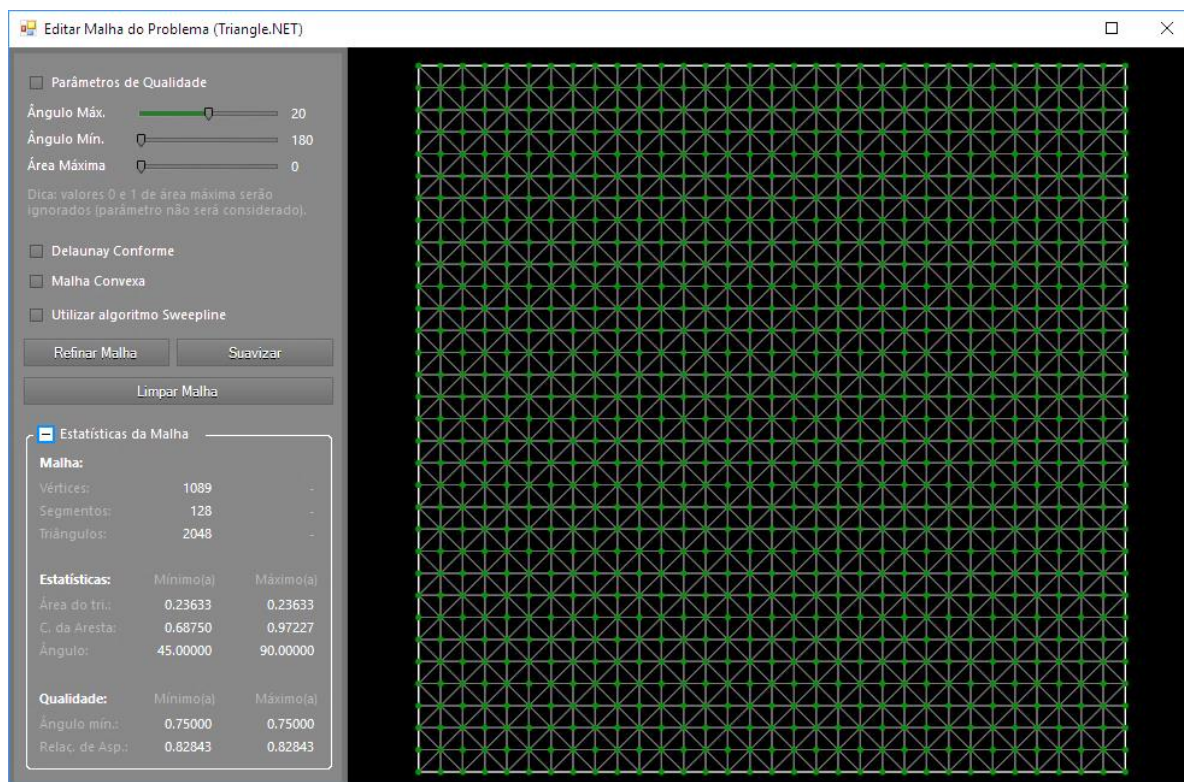 Editar Malha do Problema (Triangle.NET)
Parâmetros de Qualidade
Ângulo Máx. 20
Ângulo Mín. 180
Área Máxima 0
Dica: valores 0 e 1 de área máxima serão
ignorados (parâmetro não será considerado).
Delaunay Conforme
Malha Convexa
Utilizar algoritmo Sweepline
Refinar Malha Suavizar
Limpar Malha
Estatísticas da Malha
Malha:
Vértices: 1089 -
Segmentos: 128 -
Triângulos: 2048 -
Estatísticas: Mínimo(a) Máximo(a)
Área do tri.: 0.23633 0.23633
C. da Aresta: 0.68750 0.97227
Ângulo: 45.00000 90.00000
Qualidade: Mínimo(a) Máximo(a)
Ângulo mín.: 0.75000 0.75000
Relaç. de Asp.: 0.82843 0.82843